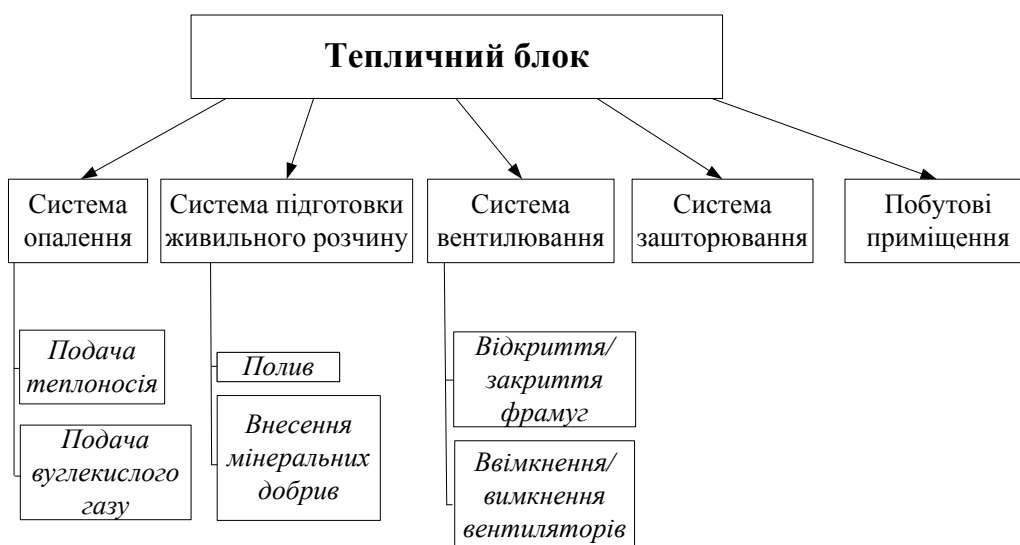 Тепличний блок
Система
опалення
Система підготовки
живильного розчину
Система
вентилювання
Система
зашторювання
Побутові
приміщення
Подача
теплоносія
Полив
Відкриття/
закриття
фрамуг
Подача
вуглекислого
газу
Внесення
мінеральних
добрив
Ввімкнення/
вимкнення
вентиляторів